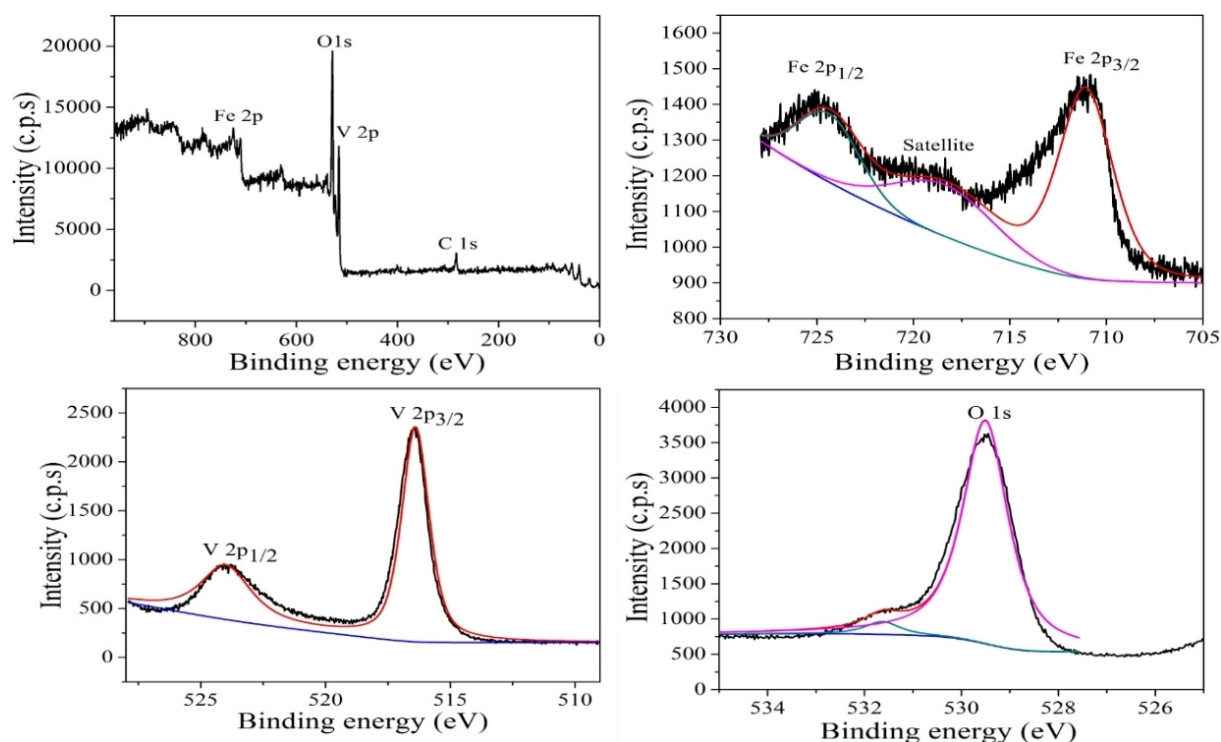 O1s
Fe 2p
V 2p
C 1s
Intensity (c.p.s)
20000
15000
10000
5000
0
800 600 400 200 0
Binding energy (eV)
Fe 2p3/2
Fe 2p1/2
Satellite
Intensity (c.p.s)
1600
1500
1400
1300
1200
1100
1000
900
800
730 725 720 715 710 705
Binding energy (eV)
V 2p3/2
V 2p1/2
Intensity (c.p.s)
2500
2000
1500
1000
500
0
525 520 515 510
Binding energy (eV)
O 1s
Intensity (c.p.s)
4000
3500
3000
2500
2000
1500
1000
500
0
534 532 530 528 526
Binding energy (eV)